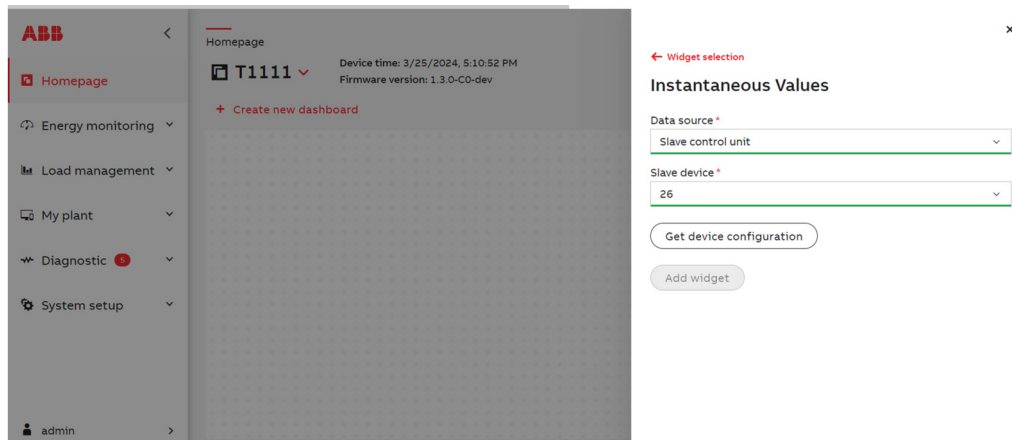 ABB
Homepage
Energy monitoring
Load management
My plant
Diagnostic 5
System setup
admin
Homepage
T1111
Device time: 3/25/2024, 5:10:52 PM
Firmware version: 1.3.0-C0-dev
+ Create new dashboard
Widget selection
Instantaneous Values
Data source *
Slave control unit
Slave device *
26
Get device configuration
Add widget